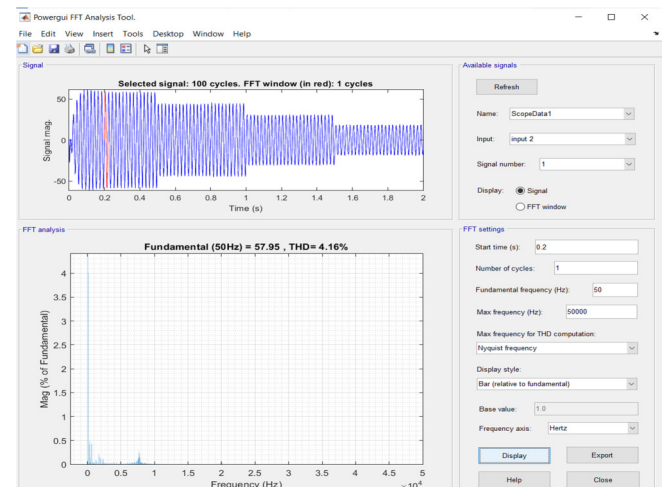 Powergui FFT Analysis Tool.
File Edit View Insert Tools Desktop Window Help
Signal
Selected signal: 100 cycles. FFT window (in red): 1 cycles
Signal mag.
50
0
-50
0 0.2 0.4 0.6 0.8 1 1.2 1.4 1.6 1.8 2
Time (s)
FFT analysis
Fundamental (50Hz) = 57.95 , THD= 4.16%
Mag (% of Fundamental)
4
3.5
3
2.5
2
1.5
1
0.5
0
0 0.5 1 1.5 2 2.5 3 3.5 4 4.5 5
Frequency (Hz)
×10⁴
Available signals
Refresh
Name: ScopeData1
Input: input 2
Signal number: 1
Display: Signal
FFT window
FFT settings
Start time (s): 0.2
Number of cycles: 1
Fundamental frequency (Hz): 50
Max frequency (Hz): 50000
Max frequency for THD computation:
Nyquist frequency
Display style:
Bar (relative to fundamental)
Base value: 1.0
Frequency axis: Hertz
Display Export
Help Close